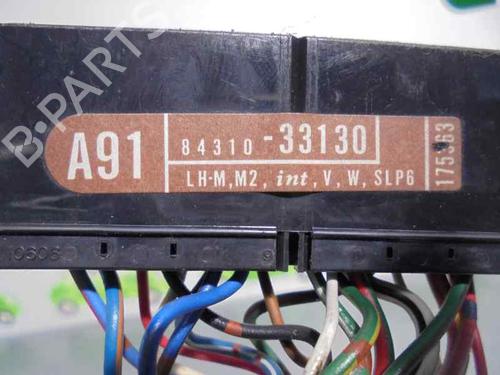 B-PARTS
A91
84310-33130
LH-M,M2, int, V, W, SLP6
175363